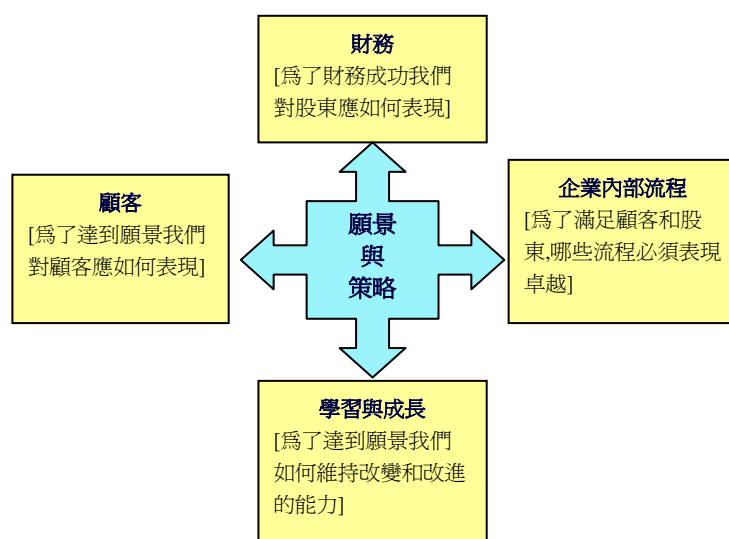 財務
[爲了財務成功我們
對股東應如何表現]
顧客
[爲了達到願景我們
對顧客應如何表現]
願景
與
策略
企業內部流程
[爲了滿足顧客和股
東,哪些流程必須表現
卓越]
學習與成長
[爲了達到願景我們
如何維持改變和改進
的能力]